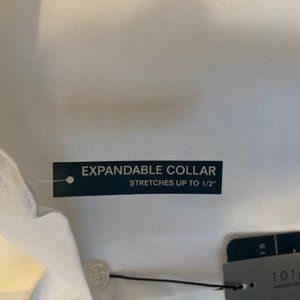 EXPANDABLE COLLAR
STRETCHES UP TO 1/2"